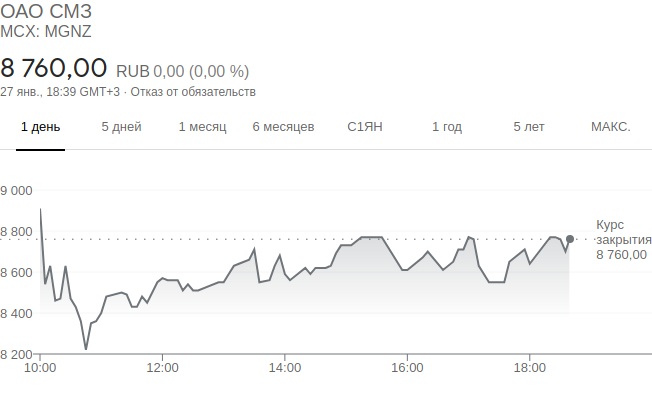 ОАО СМЗ
MCX: MGNZ
8 760,00 RUB 0,00 (0,00 %)
27 янв., 18:39 GMT+3 · Отказ от обязательств
1 день 5 дней 1 месяц 6 месяцев С1ЯН 1 год 5 лет МАКС.
9 000
8 800
8 600
8 400
8 200
Курс
закрытия
8 760,00
10:00 12:00 14:00 16:00 18:00